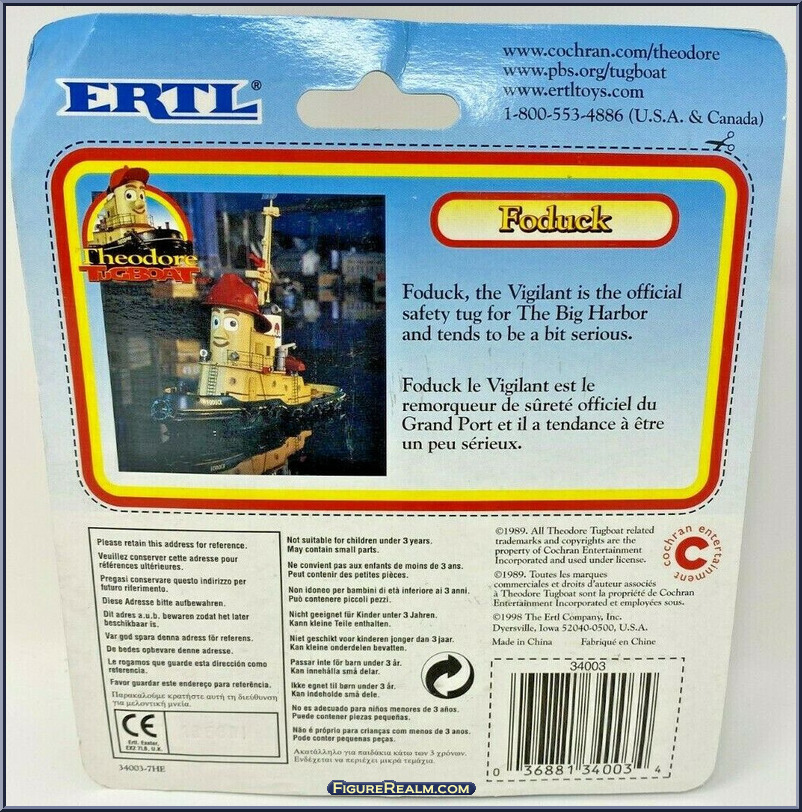 ERTL®
www.cochran.com/theodore
www.pbs.org/tugboat
www.ertltoys.com
1-800-553-4886 (U.S.A. & Canada)
Theodore
TUGBOAT
Foduck
Foduck, the Vigilant is the official
safety tug for The Big Harbor
and tends to be a bit serious.
Foduck le Vigilant est le
remorqueur de sûreté officiel du
Grand Port et il a tendance à être
un peu sérieux.
FODUCK
Please retain this address for reference.
Veuillez conserver cette adresse pour
références ultérieures.
Pregasi conservare questo indirizzo per
futuro riferimento.
Diese Adresse bitte aufbewahren.
Dit adres a.u.b. bewaren zodat het later
beschikbaar is.
Var god spara denna adress för referens.
De bedes opbevare denne adresse.
Le rogamos que guarde esta dirección como
referencia.
Favor guardar este endereço para referência.
Παρακαλούμε κρατήστε αυτή τη διεύθυνση
για μελοντική μνεία.
CE
Ertl, Exeter,
EX2 7LB, U.K.
34003-7HE
Not suitable for children under 3 years.
May contain small parts.
Ne convient pas aux enfants de moins de 3 ans.
Peut contenir des petites pièces.
Non idoneo per bambini di età inferiore ai 3 anni.
Può contenere piccoli pezzi.
Nicht geeignet für Kinder unter 3 Jahren.
Kann kleine Teile enthalten.
Niet geschikt voor kinderen jonger dan 3 jaar.
Kan kleine onderdelen bevatten.
Passar inte för barn under 3 år.
Kan innehålla små delar.
Ikke egnet til børn under 3 år.
Kan indeholde små dele.
No es adecuado para niños menores de 3 años.
Puede contener piezas pequeñas.
Não é próprio para crianças com menos de 3 anos.
Pode conter pequenas peças.
Ακατάλληλο για παιδάκια κάτω των 3 χρόνων.
Ενδέχεται να περιέχει μικρά τεμάχια.
©1989. All Theodore Tugboat related
trademarks and copyrights are the
property of Cochran Entertainment
Incorporated and used under license.
©1989. Toutes les marques
commerciales et droits d'auteur associés
à Theodore Tugboat sont la propriété de Cochran
Entertainment Incorporated et employées sous.
©1998 The Ertl Company, Inc.
Dyersville, Iowa 52040-0500, U.S.A.
Made in China Fabriqué en Chine
cochran entertainment
C
34003
0 36881 34003 4
FIGUREREALM.COM